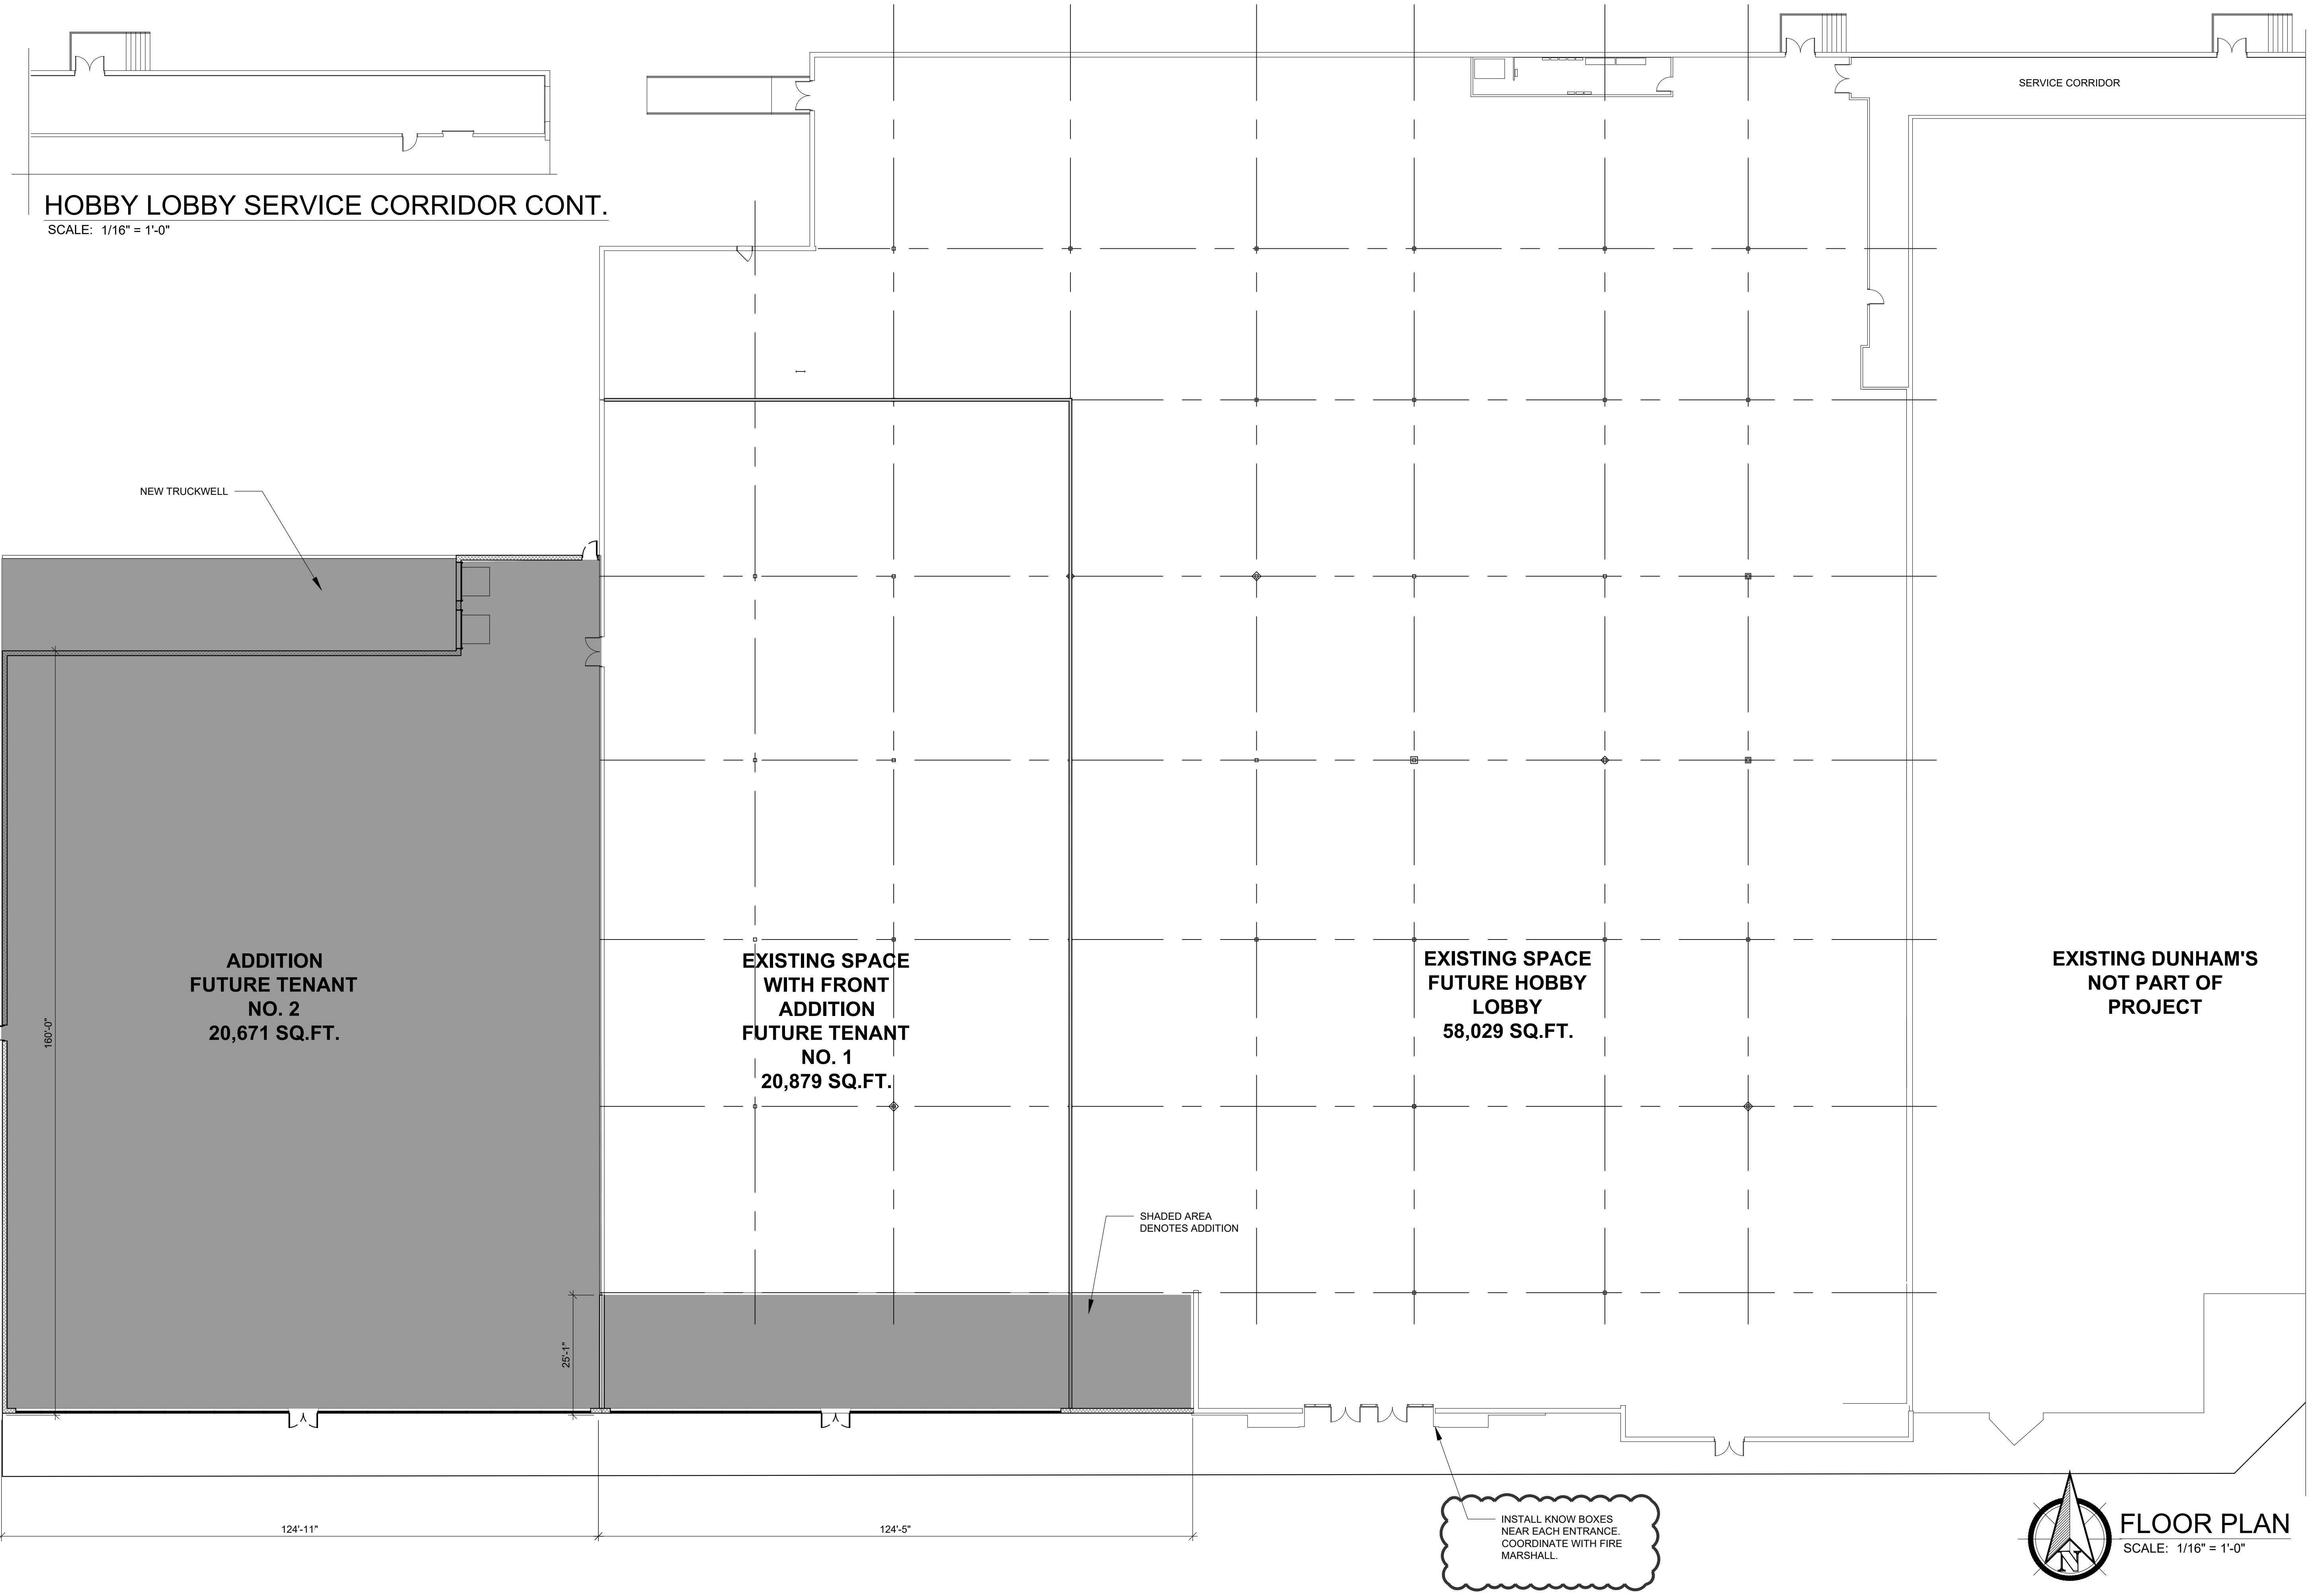 SERVICE CORRIDOR
HOBBY LOBBY SERVICE CORRIDOR CONT.
SCALE: 1/16" = 1'-0"
NEW TRUCKWELL
ADDITION
FUTURE TENANT
NO. 2
20,671 SQ.FT.
160'-0"
EXISTING SPACE
WITH FRONT
ADDITION
FUTURE TENANT
NO. 1
20,879 SQ.FT.
EXISTING SPACE
FUTURE HOBBY
LOBBY
58,029 SQ.FT.
EXISTING DUNHAM'S
NOT PART OF
PROJECT
SHADED AREA
DENOTES ADDITION
25'-1"
124'-11"
124'-5"
INSTALL KNOW BOXES
NEAR EACH ENTRANCE.
COORDINATE WITH FIRE
MARSHALL.
N
FLOOR PLAN
SCALE: 1/16" = 1'-0"